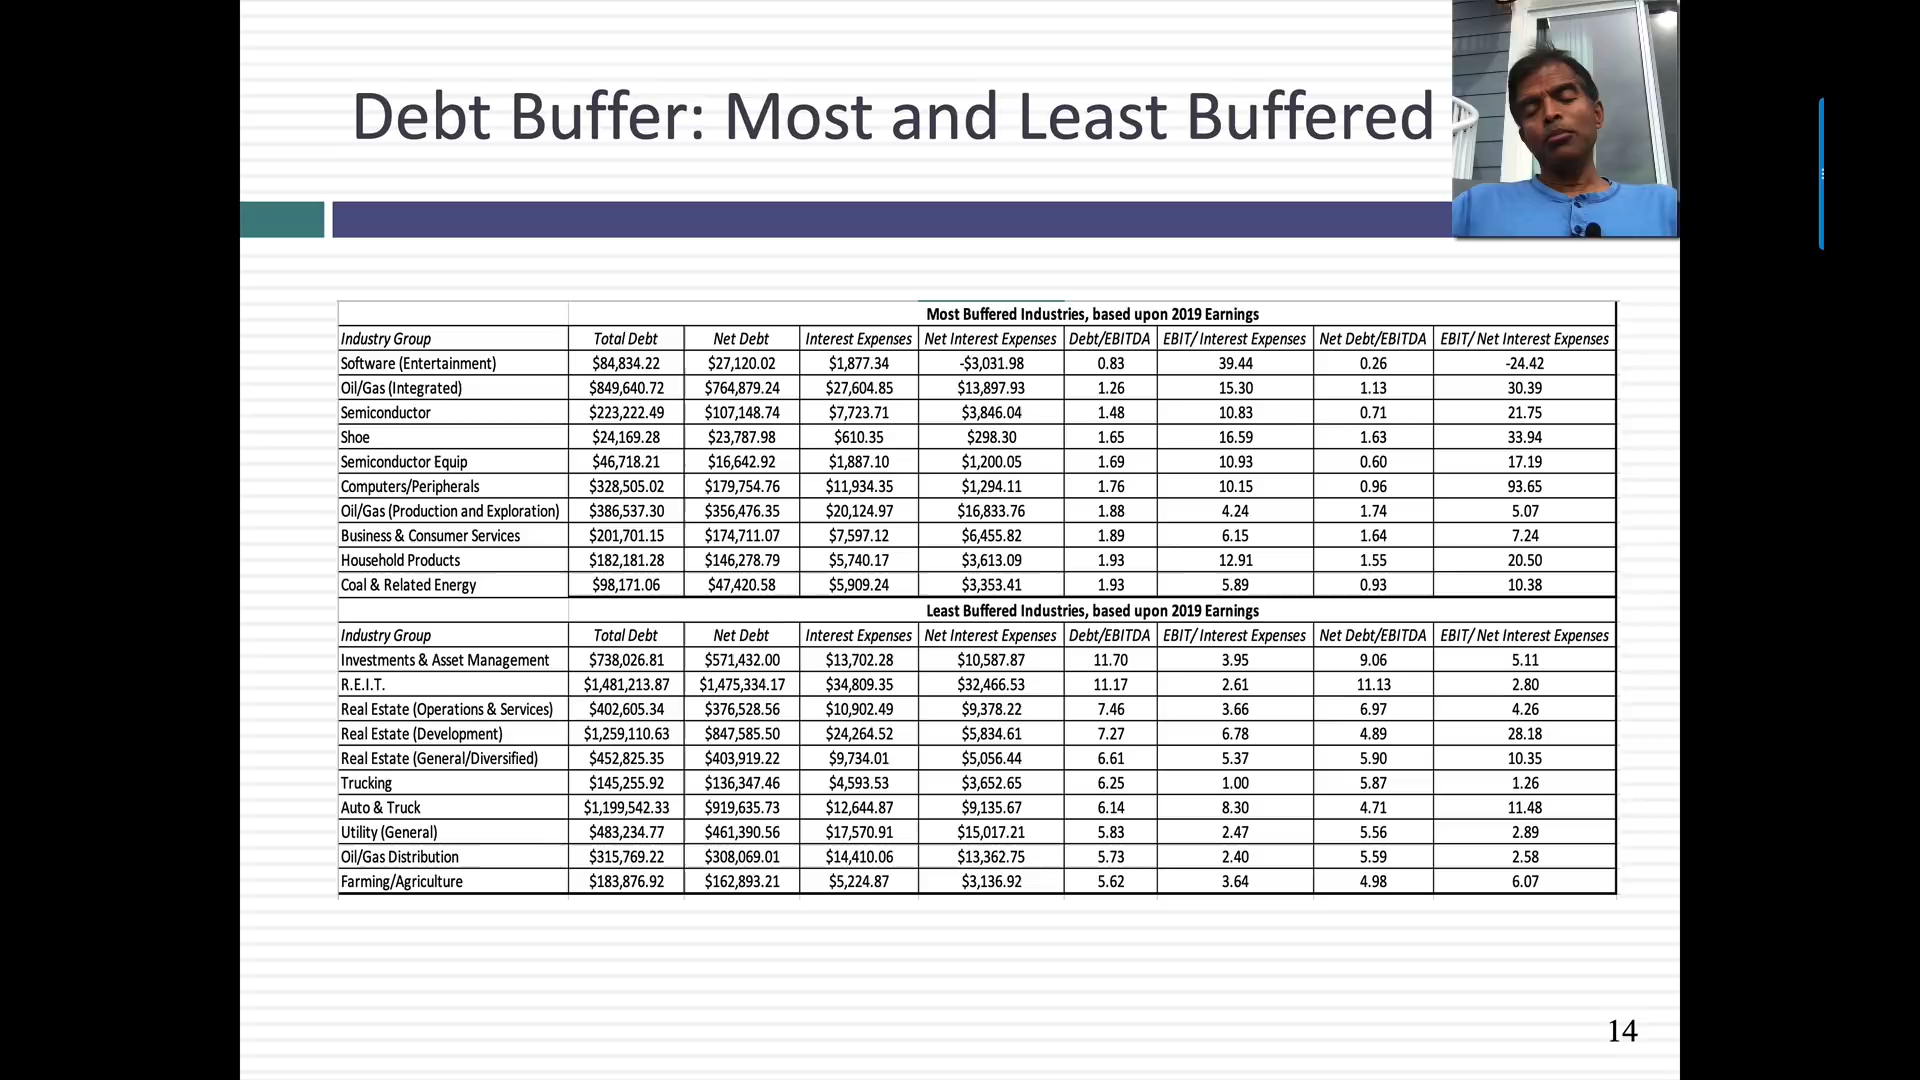 Debt Buffer: Most and Least Buffered
Most Buffered Industries, based upon 2019 Earnings
Industry Group Total Debt Net Debt Interest Expenses Net Interest Expenses Debt/EBITDA EBIT/ Interest Expenses Net Debt/EBITDA EBIT/ Net Interest Expenses
Software (Entertainment) $84,834.22 $27,120.02 $1,877.34 -$3,031.98 0.83 39.44 0.26 -24.42
Oil/Gas (Integrated) $849,640.72 $764,879.24 $27,604.85 $13,897.93 1.26 15.30 1.13 30.39
Semiconductor $223,222.49 $107,148.74 $7,723.71 $3,846.04 1.48 10.83 0.71 21.75
Shoe $24,169.28 $23,787.98 $610.35 $298.30 1.65 16.59 1.63 33.94
Semiconductor Equip $46,718.21 $16,642.92 $1,887.10 $1,200.05 1.69 10.93 0.60 17.19
Computers/Peripherals $328,505.02 $179,754.76 $11,934.35 $1,294.11 1.76 10.15 0.96 93.65
Oil/Gas (Production and Exploration) $386,537.30 $356,476.35 $20,124.97 $16,833.76 1.88 4.24 1.74 5.07
Business & Consumer Services $201,701.15 $174,711.07 $7,597.12 $6,455.82 1.89 6.15 1.64 7.24
Household Products $182,181.28 $146,278.79 $5,740.17 $3,613.09 1.93 12.91 1.55 20.50
Coal & Related Energy $98,171.06 $47,420.58 $5,909.24 $3,353.41 1.93 5.89 0.93 10.38
Least Buffered Industries, based upon 2019 Earnings
Industry Group Total Debt Net Debt Interest Expenses Net Interest Expenses Debt/EBITDA EBIT/ Interest Expenses Net Debt/EBITDA EBIT/ Net Interest Expenses
Investments & Asset Management $738,026.81 $571,432.00 $13,702.28 $10,587.87 11.70 3.95 9.06 5.11
R.E.I.T. $1,481,213.87 $1,475,334.17 $34,809.35 $32,466.53 11.17 2.61 11.13 2.80
Real Estate (Operations & Services) $402,605.34 $376,528.56 $10,902.49 $9,378.22 7.46 3.66 6.97 4.26
Real Estate (Development) $1,259,110.63 $847,585.50 $24,264.52 $5,834.61 7.27 6.78 4.89 28.18
Real Estate (General/Diversified) $452,825.35 $403,919.22 $9,734.01 $5,056.44 6.61 5.37 5.90 10.35
Trucking $145,255.92 $136,347.46 $4,593.53 $3,652.65 6.25 1.00 5.87 1.26
Auto & Truck $1,199,542.33 $919,635.73 $12,644.87 $9,135.67 6.14 8.30 4.71 11.48
Utility (General) $483,234.77 $461,390.56 $17,570.91 $15,017.21 5.83 2.47 5.56 2.89
Oil/Gas Distribution $315,769.22 $308,069.01 $14,410.06 $13,362.75 5.73 2.40 5.59 2.58
Farming/Agriculture $183,876.92 $162,893.21 $5,224.87 $3,136.92 5.62 3.64 4.98 6.07
14